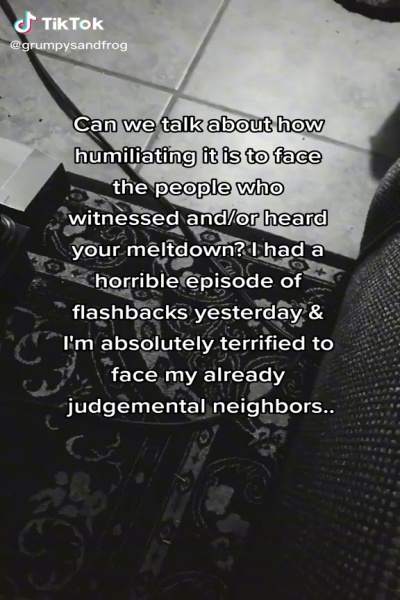 TikTok
@grumpysandfrog
Can we talk about how
humiliating it is to face
the people who
witnessed and/or heard
your meltdown? I had a
horrible episode of
flashbacks yesterday &
I'm absolutely terrified to
face my already
judgemental neighbors..